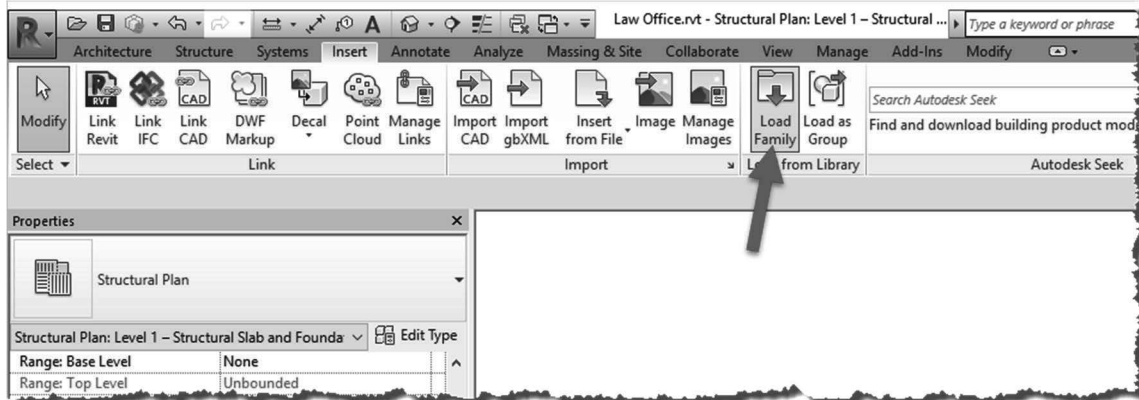 Law Office.rvt - Structural Plan: Level 1 – Structural ...
Type a keyword or phrase
Architecture Structure Systems Insert Annotate Analyze Massing & Site Collaborate View Manage Add-Ins Modify
Modify
Link Revit
Link IFC
Link CAD
DWF Markup
Decal
Point Cloud
Manage Links
Import CAD
Import gbXML
Insert from File
Image
Manage Images
Load Family
Load as Group
Search Autodesk Seek
Find and download building product mod
Select
Link
Import
from Library
Autodesk Seek
Properties
Structural Plan
Structural Plan: Level 1 – Structural Slab and Founda
Edit Type
Range: Base Level None
Range: Top Level Unbounded